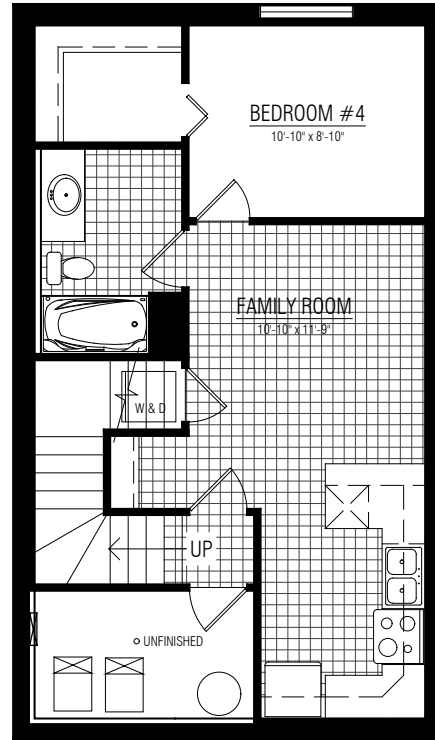 BEDROOM #4
10'-10" x 8'-10"
FAMILY ROOM
10'-10" x 11'-9"
W & D
UP
UNFINISHED